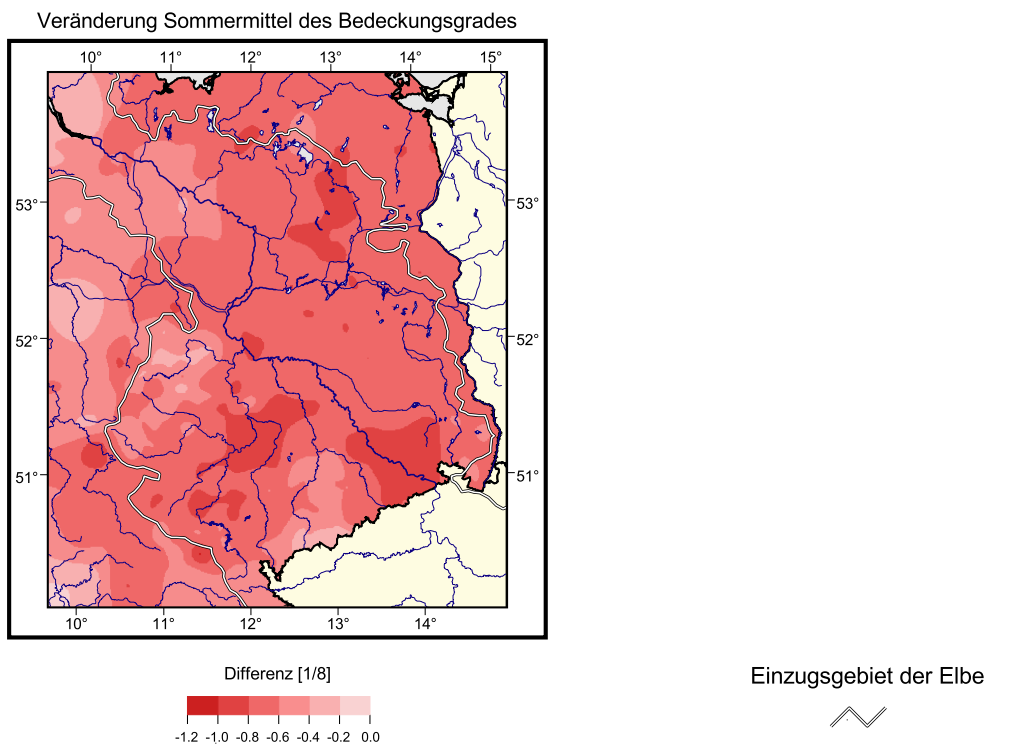 Veränderung Sommermittel des Bedeckungsgrades
10° 11° 12° 13° 14° 15°
53° 53°
52° 52°
51° 51°
10° 11° 12° 13° 14°
Differenz [1/8]
Einzugsgebiet der Elbe
-1.2 -1.0 -0.8 -0.6 -0.4 -0.2 0.0